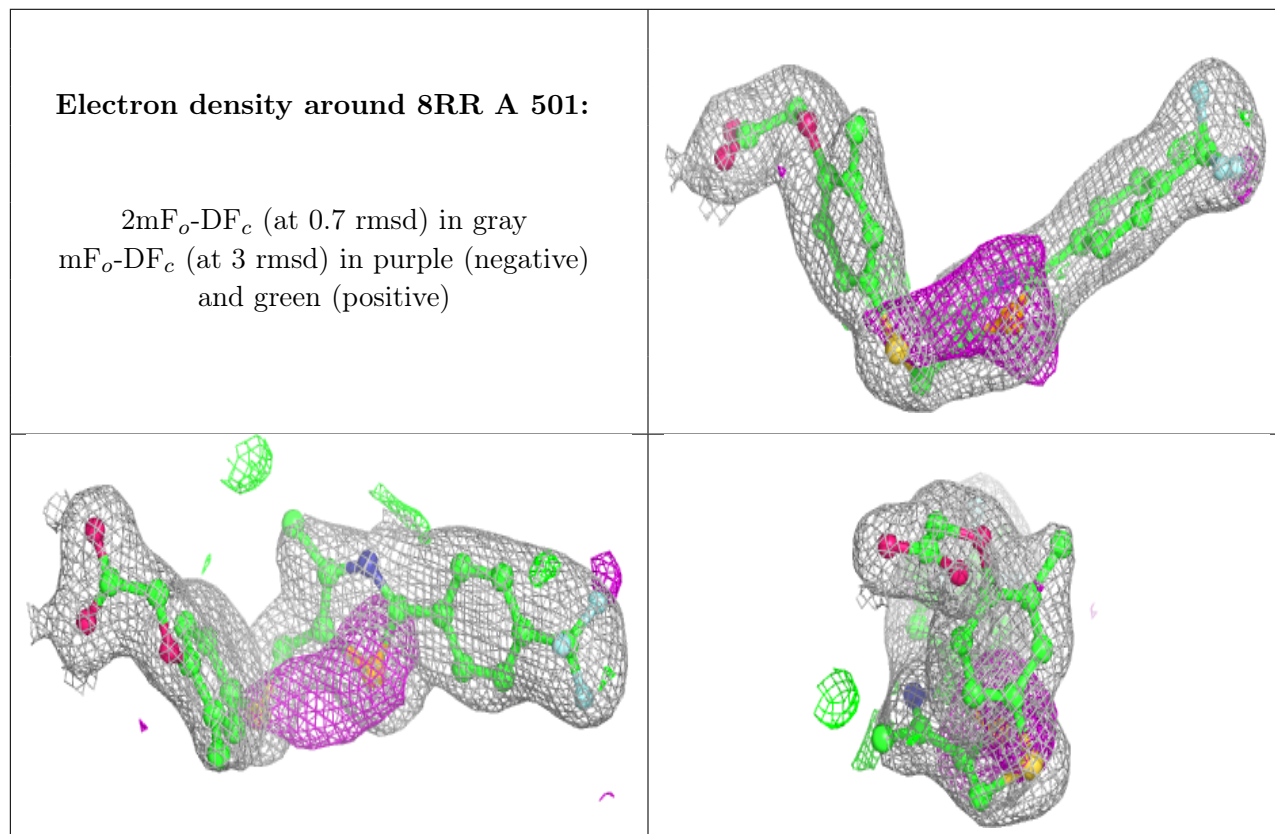 Electron density around 8RR A 501:
2mFo-DFc (at 0.7 rmsd) in gray
mFo-DFc (at 3 rmsd) in purple (negative)
and green (positive)